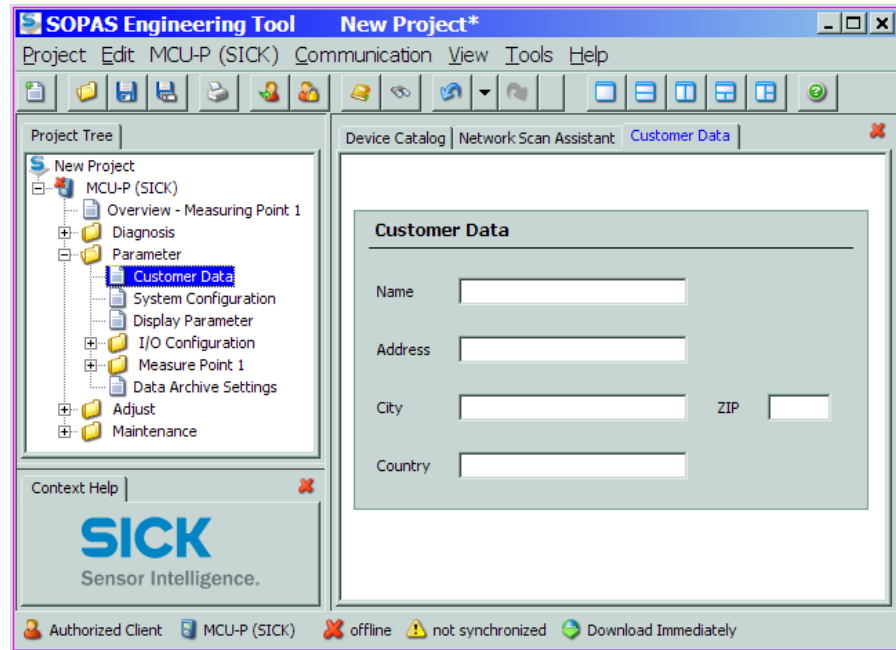 SOPAS Engineering Tool New Project*
Project Edit MCU-P (SICK) Communication View Tools Help
Project Tree
New Project
MCU-P (SICK)
Overview - Measuring Point 1
Diagnosis
Parameter
Customer Data
System Configuration
Display Parameter
I/O Configuration
Measure Point 1
Data Archive Settings
Adjust
Maintenance
Context Help
SICK
Sensor Intelligence.
Device Catalog Network Scan Assistant Customer Data
Customer Data
Name
Address
City ZIP
Country
Authorized Client MCU-P (SICK) offline not synchronized Download Immediately